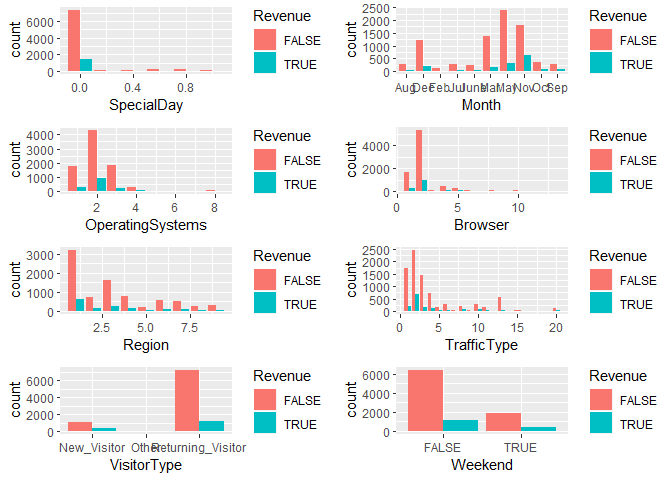 count
6000
4000
2000
0
0.0
0.4
0.8
SpecialDay
Revenue
FALSE
TRUE
count
2500
2000
1500
1000
500
0
Aug
Dec
Feb
Jul
June
Mar
May
Nov
Oct
Sep
Month
Revenue
FALSE
TRUE
count
4000
3000
2000
1000
0
2
4
6
8
OperatingSystems
Revenue
FALSE
TRUE
count
4000
2000
0
0
5
10
Browser
Revenue
FALSE
TRUE
count
3000
2000
1000
0
2.5
5.0
7.5
Region
Revenue
FALSE
TRUE
count
2500
2000
1500
1000
500
0
0
5
10
15
20
TrafficType
Revenue
FALSE
TRUE
count
6000
4000
2000
0
New_Visitor
Other
Returning_Visitor
VisitorType
Revenue
FALSE
TRUE
count
6000
4000
2000
0
FALSE
TRUE
Weekend
Revenue
FALSE
TRUE